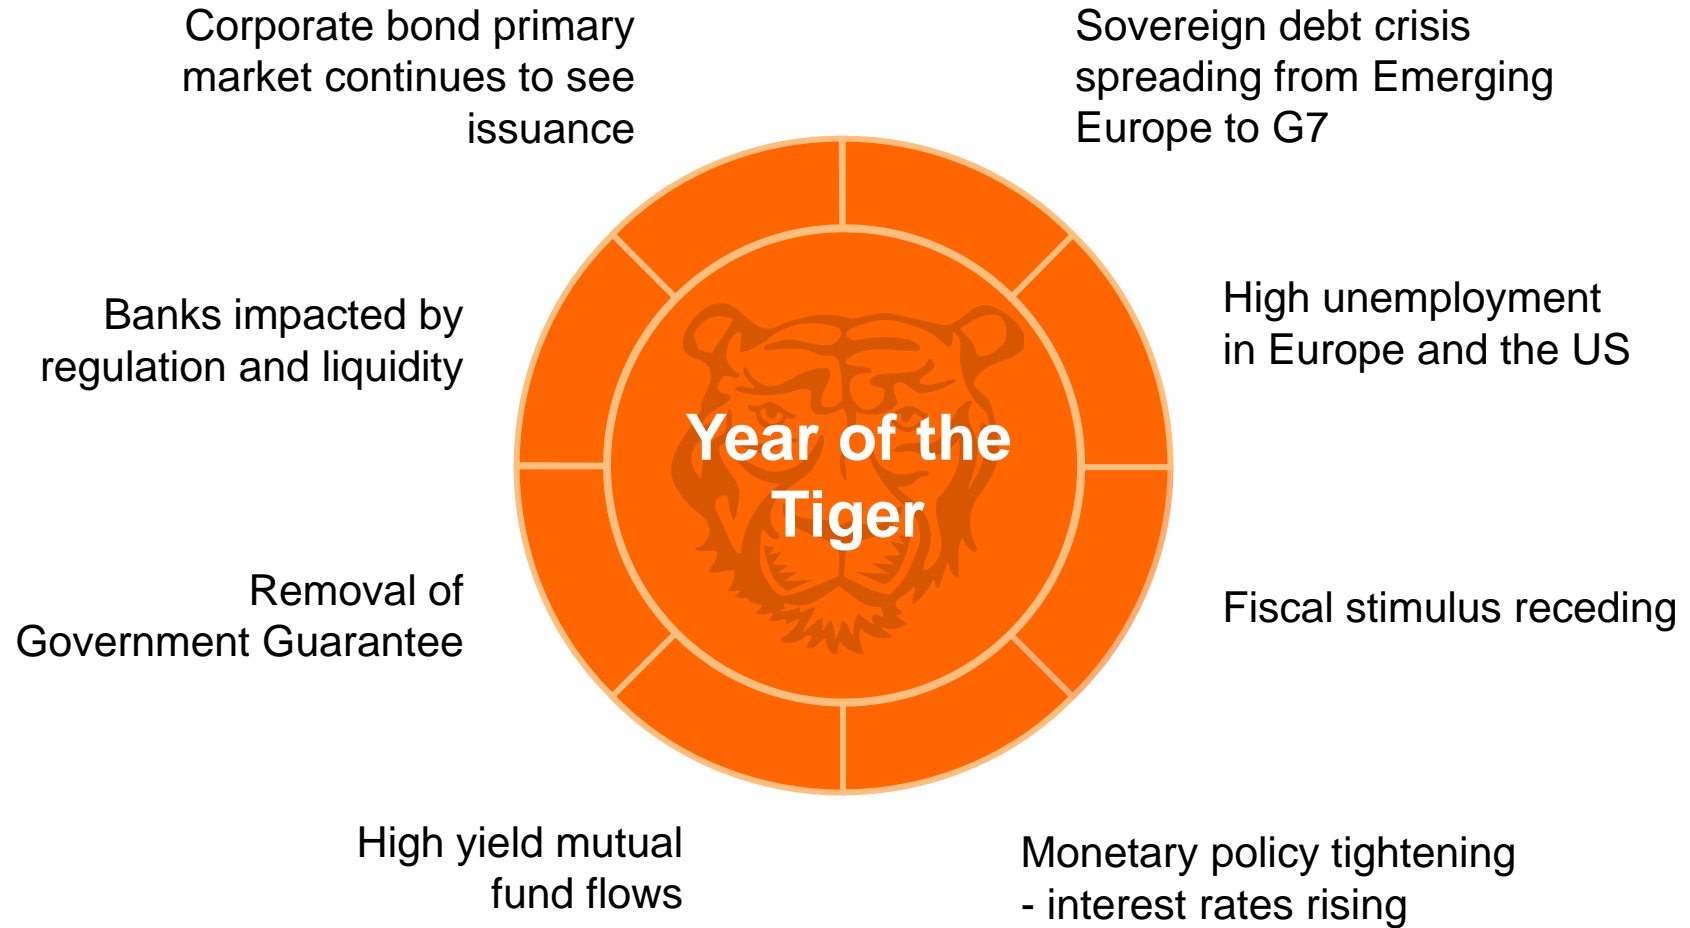 Corporate bond primary
market continues to see
issuance
Sovereign debt crisis
spreading from Emerging
Europe to G7
Banks impacted by
regulation and liquidity
High unemployment
in Europe and the US
Year of the
Tiger
Removal of
Government Guarantee
Fiscal stimulus receding
High yield mutual
fund flows
Monetary policy tightening
- interest rates rising